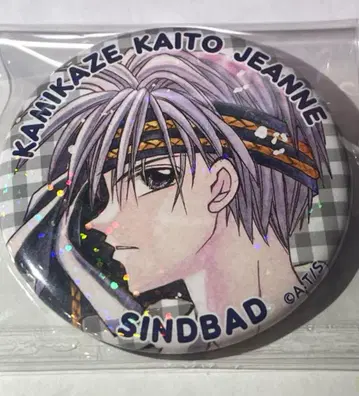 KAMIKAZE KAITO JEANNE
SINDBAD
©A.T/S